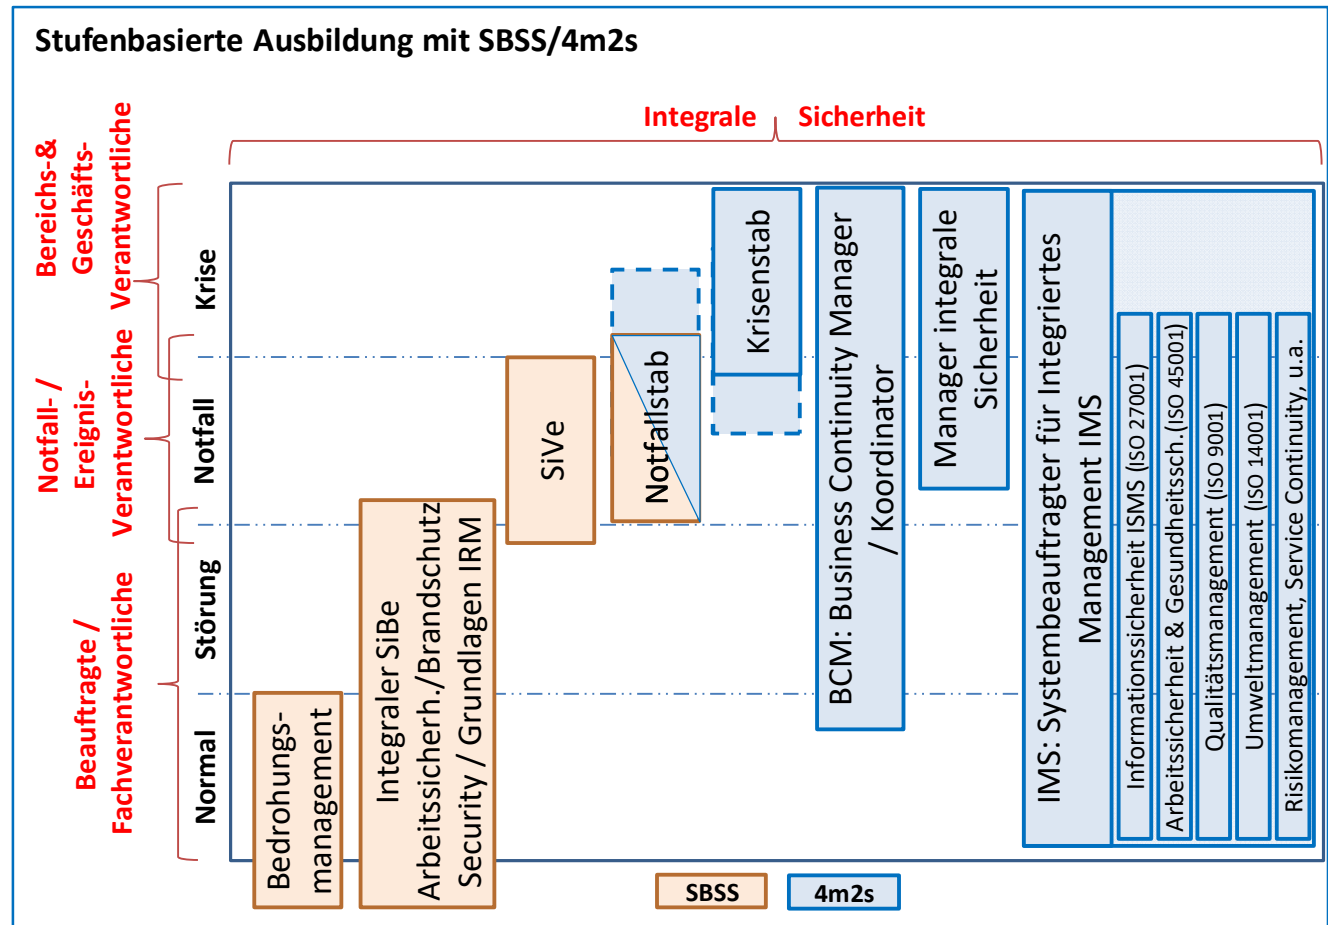 Stufenbasierte Ausbildung mit SBSS/4m2s
Integrale Sicherheit
Bereichs-&
Geschäfts-
Verantwortliche
Notfall- /
Ereignis-
Verantwortliche
Beauftragte /
Fachverantwortliche
Krise
Notfall
Störung
Normal
Bedrohungs-
management
Integraler SiBe
Arbeitssicherh./Brandschutz
Security / Grundlagen IRM
SiVe
Notfallstab
Krisenstab
BCM: Business Continuity Manager
/ Koordinator
Manager integrale
Sicherheit
IMS: Systembeauftragter für Integriertes
Management IMS
Informationssicherheit ISMS (ISO 27001)
Arbeitssicherheit & Gesundheitssch.(ISO 45001)
Qualitätsmanagement (ISO 9001)
Umweltmanagement (ISO 14001)
Risikomanagement, Service Continuity, u.a.
SBSS
4m2s